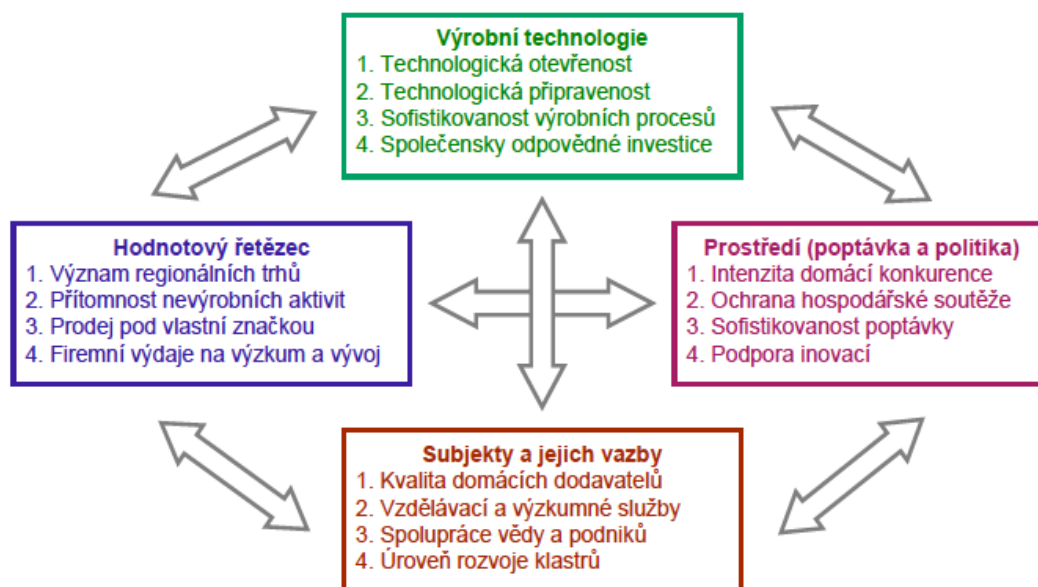 Výrobní technologie
1. Technologická otevřenost
2. Technologická připravenost
3. Sofistikovanost výrobních procesů
4. Společensky odpovědné investice
Hodnotový řetězec
1. Význam regionálních trhů
2. Přítomnost nevýrobních aktivit
3. Prodej pod vlastní značkou
4. Firemní výdaje na výzkum a vývoj
Prostředí (poptávka a politika)
1. Intenzita domácí konkurence
2. Ochrana hospodářské soutěže
3. Sofistikovanost poptávky
4. Podpora inovací
Subjekty a jejich vazby
1. Kvalita domácích dodavatelů
2. Vzdělávací a výzkumné služby
3. Spolupráce vědy a podniků
4. Úroveň rozvoje klastrů